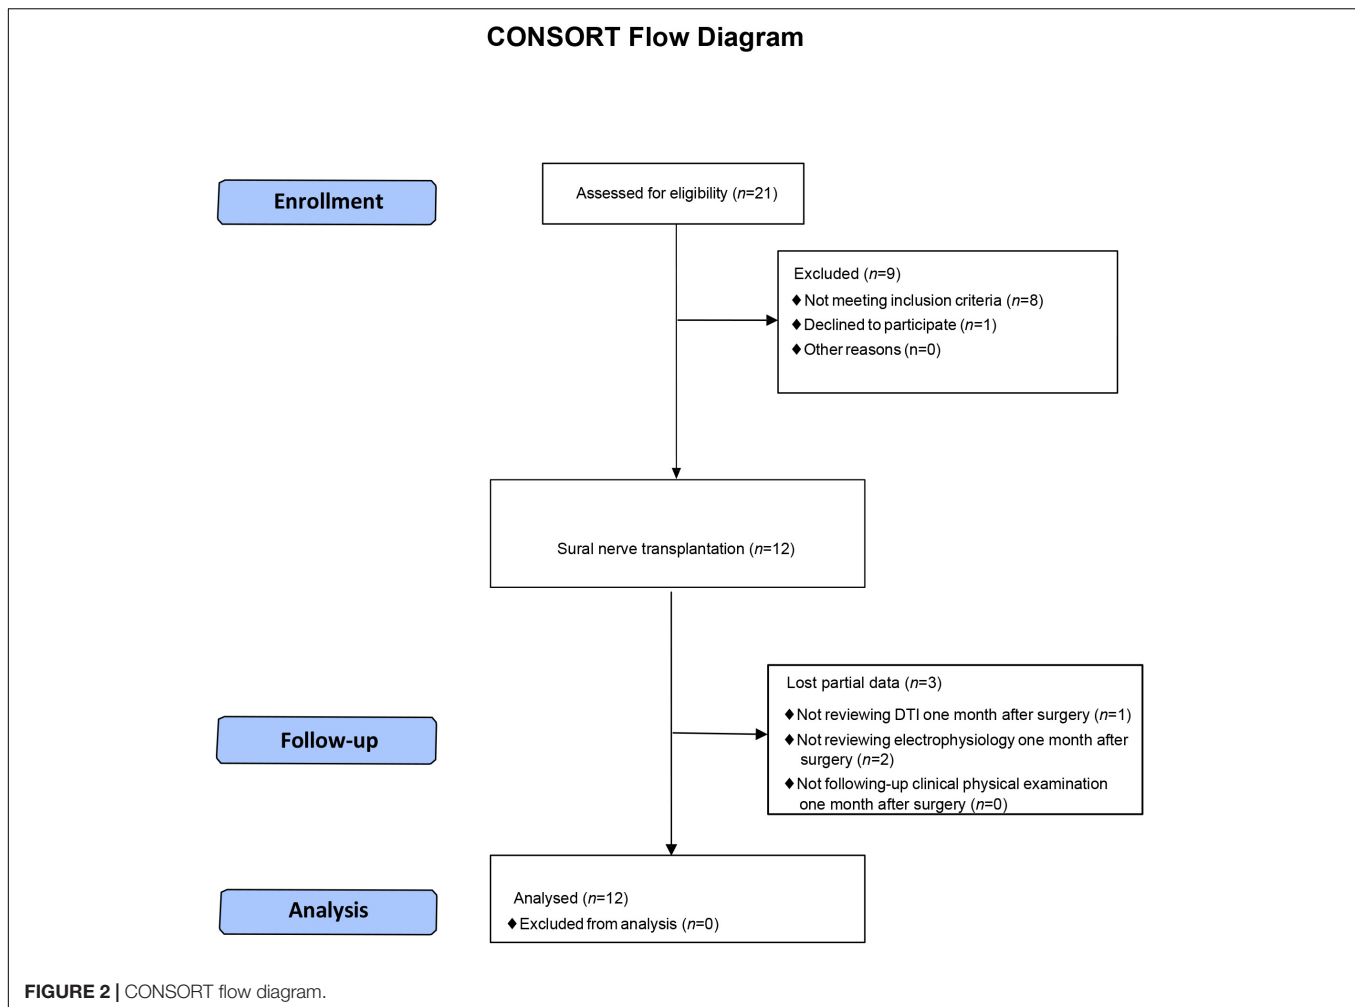 CONSORT Flow Diagram
Enrollment
Assessed for eligibility (n=21)
Excluded (n=9)
♦ Not meeting inclusion criteria (n=8)
♦ Declined to participate (n=1)
♦ Other reasons (n=0)
Sural nerve transplantation (n=12)
Follow-up
Lost partial data (n=3)
♦ Not reviewing DTI one month after surgery (n=1)
♦ Not reviewing electrophysiology one month after
surgery (n=2)
♦ Not following-up clinical physical examination
one month after surgery (n=0)
Analysis
Analysed (n=12)
♦ Excluded from analysis (n=0)
FIGURE 2 | CONSORT flow diagram.